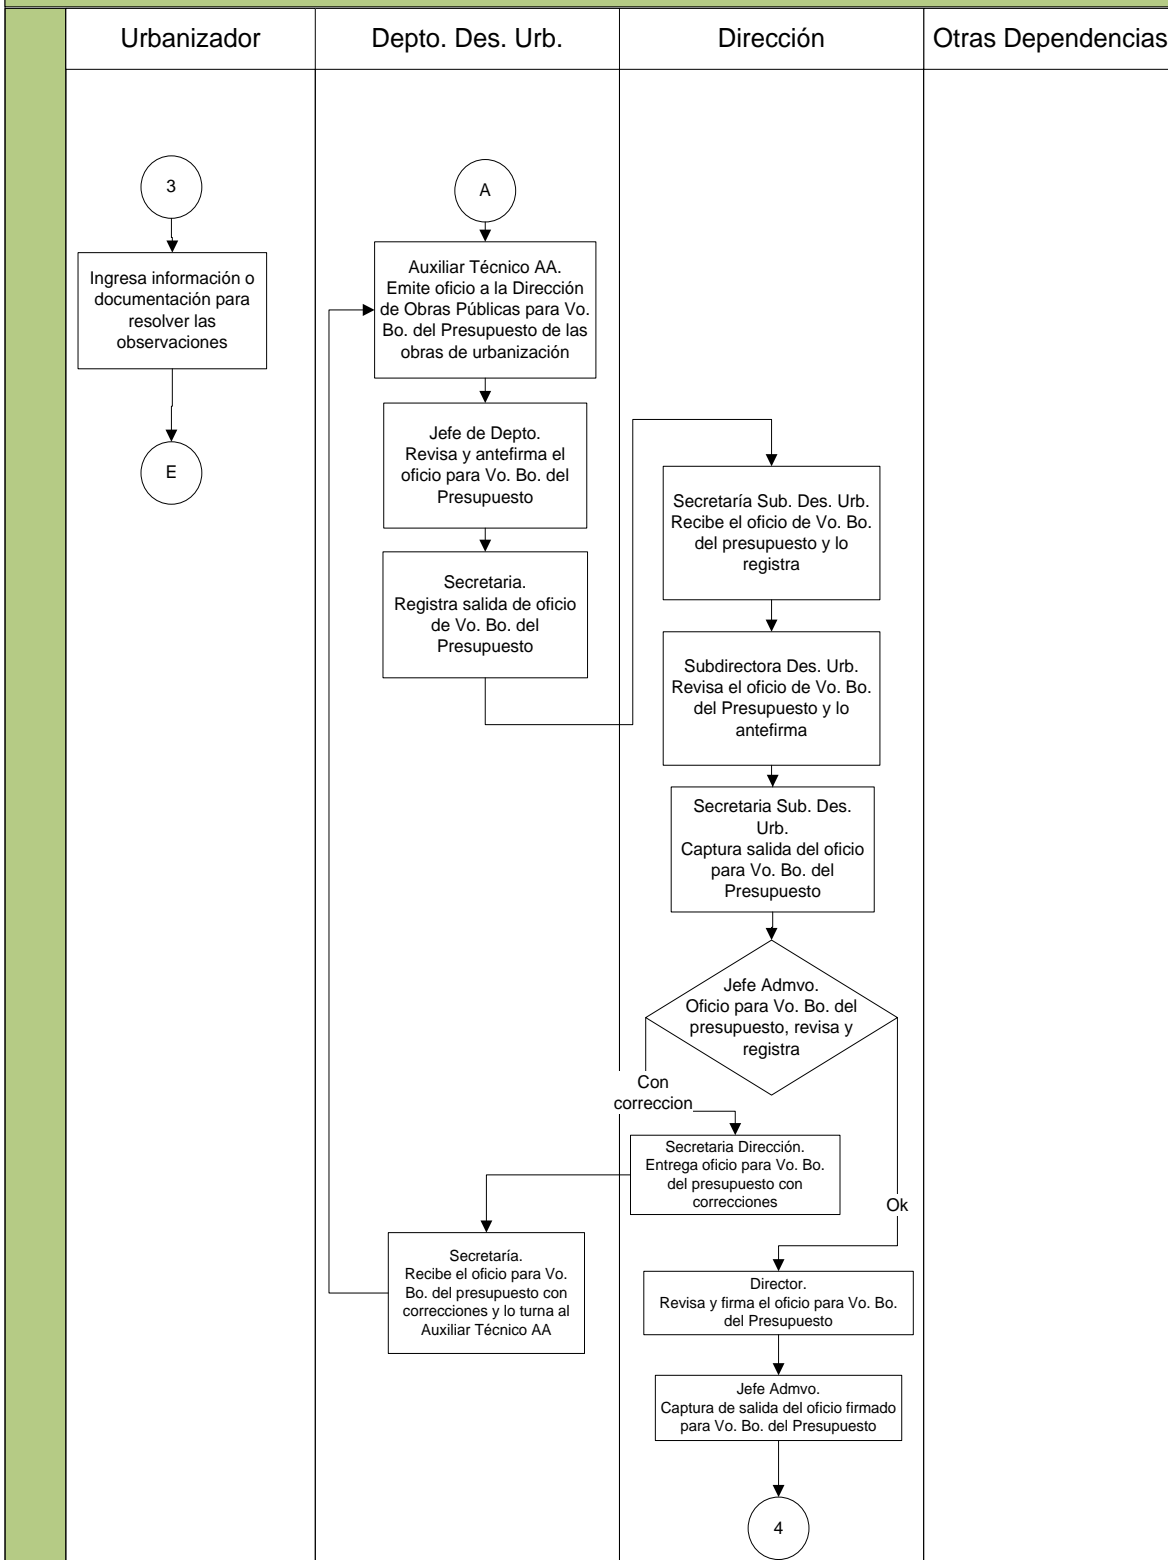 Urbanizador
Depto. Des. Urb.
Dirección
Otras Dependencias
3
Ingresa información o
documentación para
resolver las
observaciones
E
A
Auxiliar Técnico AA.
Emite oficio a la Dirección
de Obras Públicas para Vo.
Bo. del Presupuesto de las
obras de urbanización
Jefe de Depto.
Revisa y antefirma el
oficio para Vo. Bo. del
Presupuesto
Secretaria.
Registra salida de oficio
de Vo. Bo. del
Presupuesto
Secretaría Sub. Des. Urb.
Recibe el oficio de Vo. Bo.
del presupuesto y lo
registra
Subdirectora Des. Urb.
Revisa el oficio de Vo. Bo.
del Presupuesto y lo
antefirma
Secretaria Sub. Des.
Urb.
Captura salida del oficio
para Vo. Bo. del
Presupuesto
Jefe Admvo.
Oficio para Vo. Bo. del
presupuesto, revisa y
registra
Con
correccion
Secretaria Dirección.
Entrega oficio para Vo. Bo.
del presupuesto con
correcciones
Ok
Secretaría.
Recibe el oficio para Vo.
Bo. del presupuesto con
correcciones y lo turna al
Auxiliar Técnico AA
Director.
Revisa y firma el oficio para Vo. Bo.
del Presupuesto
Jefe Admvo.
Captura de salida del oficio firmado
para Vo. Bo. del Presupuesto
4